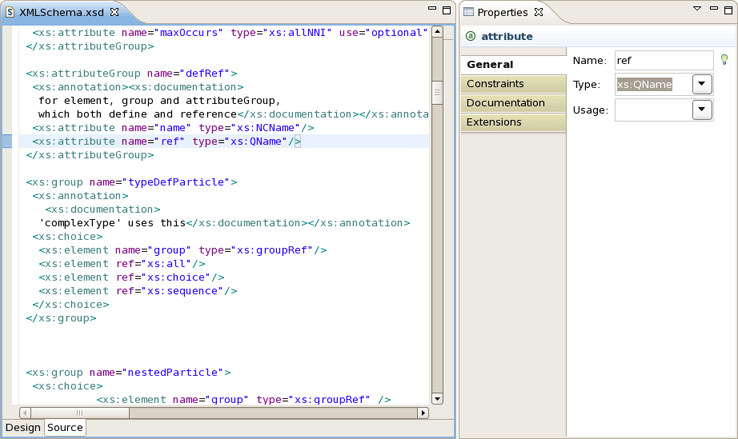 XMLSchema.xsd
<xs:attribute name="maxOccurs" type="xs:allNNI" use="optional"
</xs:attributeGroup>
<xs:attributeGroup name="defRef">
<xs:annotation><xs:documentation>
for element, group and attributeGroup,
which both define and reference</xs:documentation></xs:annota
<xs:attribute name="name" type="xs:NCName"/>
<xs:attribute name="ref" type="xs:QName"/>
</xs:attributeGroup>
<xs:group name="typeDefParticle">
<xs:annotation>
<xs:documentation>
'complexType' uses this</xs:documentation></xs:annotation>
<xs:choice>
<xs:element name="group" type="xs:groupRef"/>
<xs:element ref="xs:all"/>
<xs:element ref="xs:choice"/>
<xs:element ref="xs:sequence"/>
</xs:choice>
</xs:group>
<xs:group name="nestedParticle">
<xs:choice>
<xs:element name="group" type="xs:groupRef" />
Design Source
Properties
attribute
General
Constraints
Documentation
Extensions
Name: ref
Type: xs:QName
Usage: